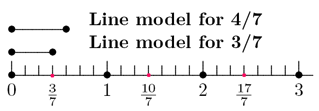 Line model for 4/7
Line model for 3/7
0 3/7 1 10/7 2 17/7 3